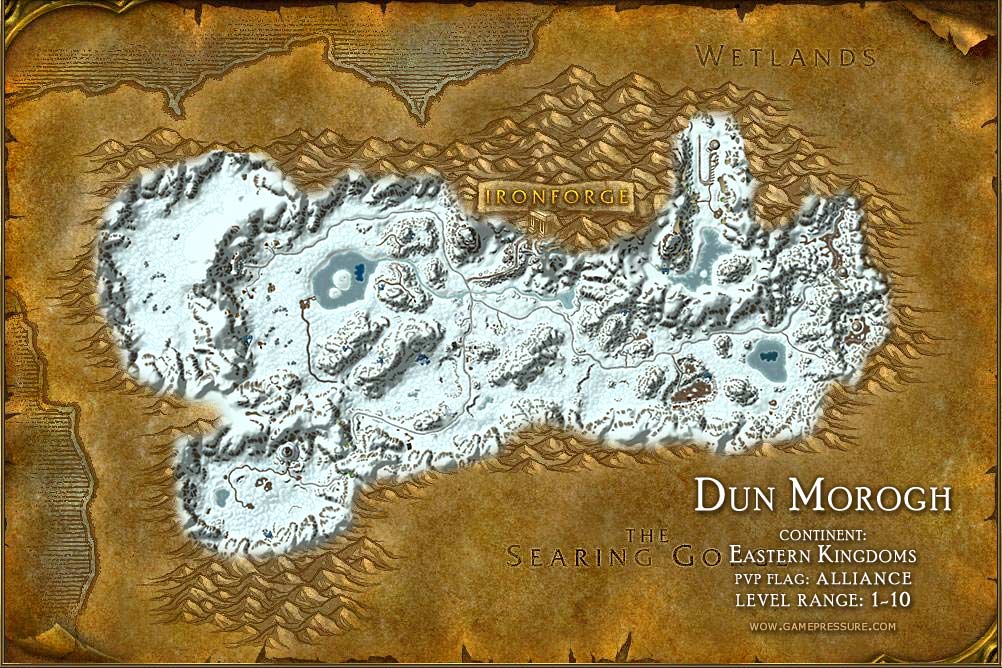 WETLANDS
IRONFORGE
DUN MOROGH
THE
SEARING GO
CONTINENT:
EASTERN KINGDOMS
PVP FLAG: ALLIANCE
LEVEL RANGE: 1-10
WOW.GAMEPRESSURE.COM